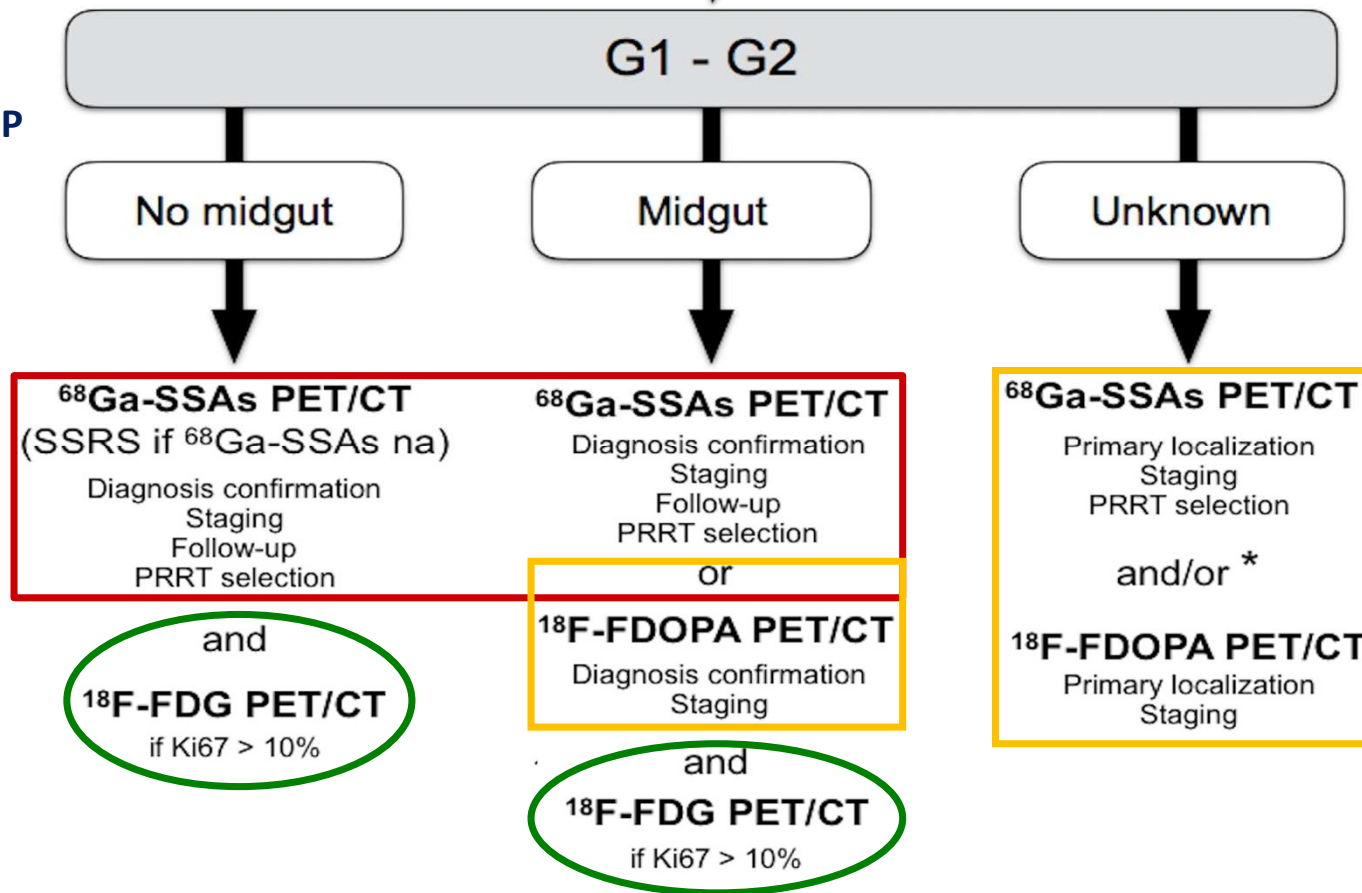 G1 - G2
P
No midgut
Midgut
Unknown
⁶⁸Ga-SSAs PET/CT
(SSRS if ⁶⁸Ga-SSAs na)
Diagnosis confirmation
Staging
Follow-up
PRRT selection
and
¹⁸F-FDG PET/CT
if Ki67 > 10%
⁶⁸Ga-SSAs PET/CT
Diagnosis confirmation
Staging
Follow-up
PRRT selection
or
¹⁸F-FDOPA PET/CT
Diagnosis confirmation
Staging
and
¹⁸F-FDG PET/CT
if Ki67 > 10%
⁶⁸Ga-SSAs PET/CT
Primary localization
Staging
PRRT selection
and/or *
¹⁸F-FDOPA PET/CT
Primary localization
Staging